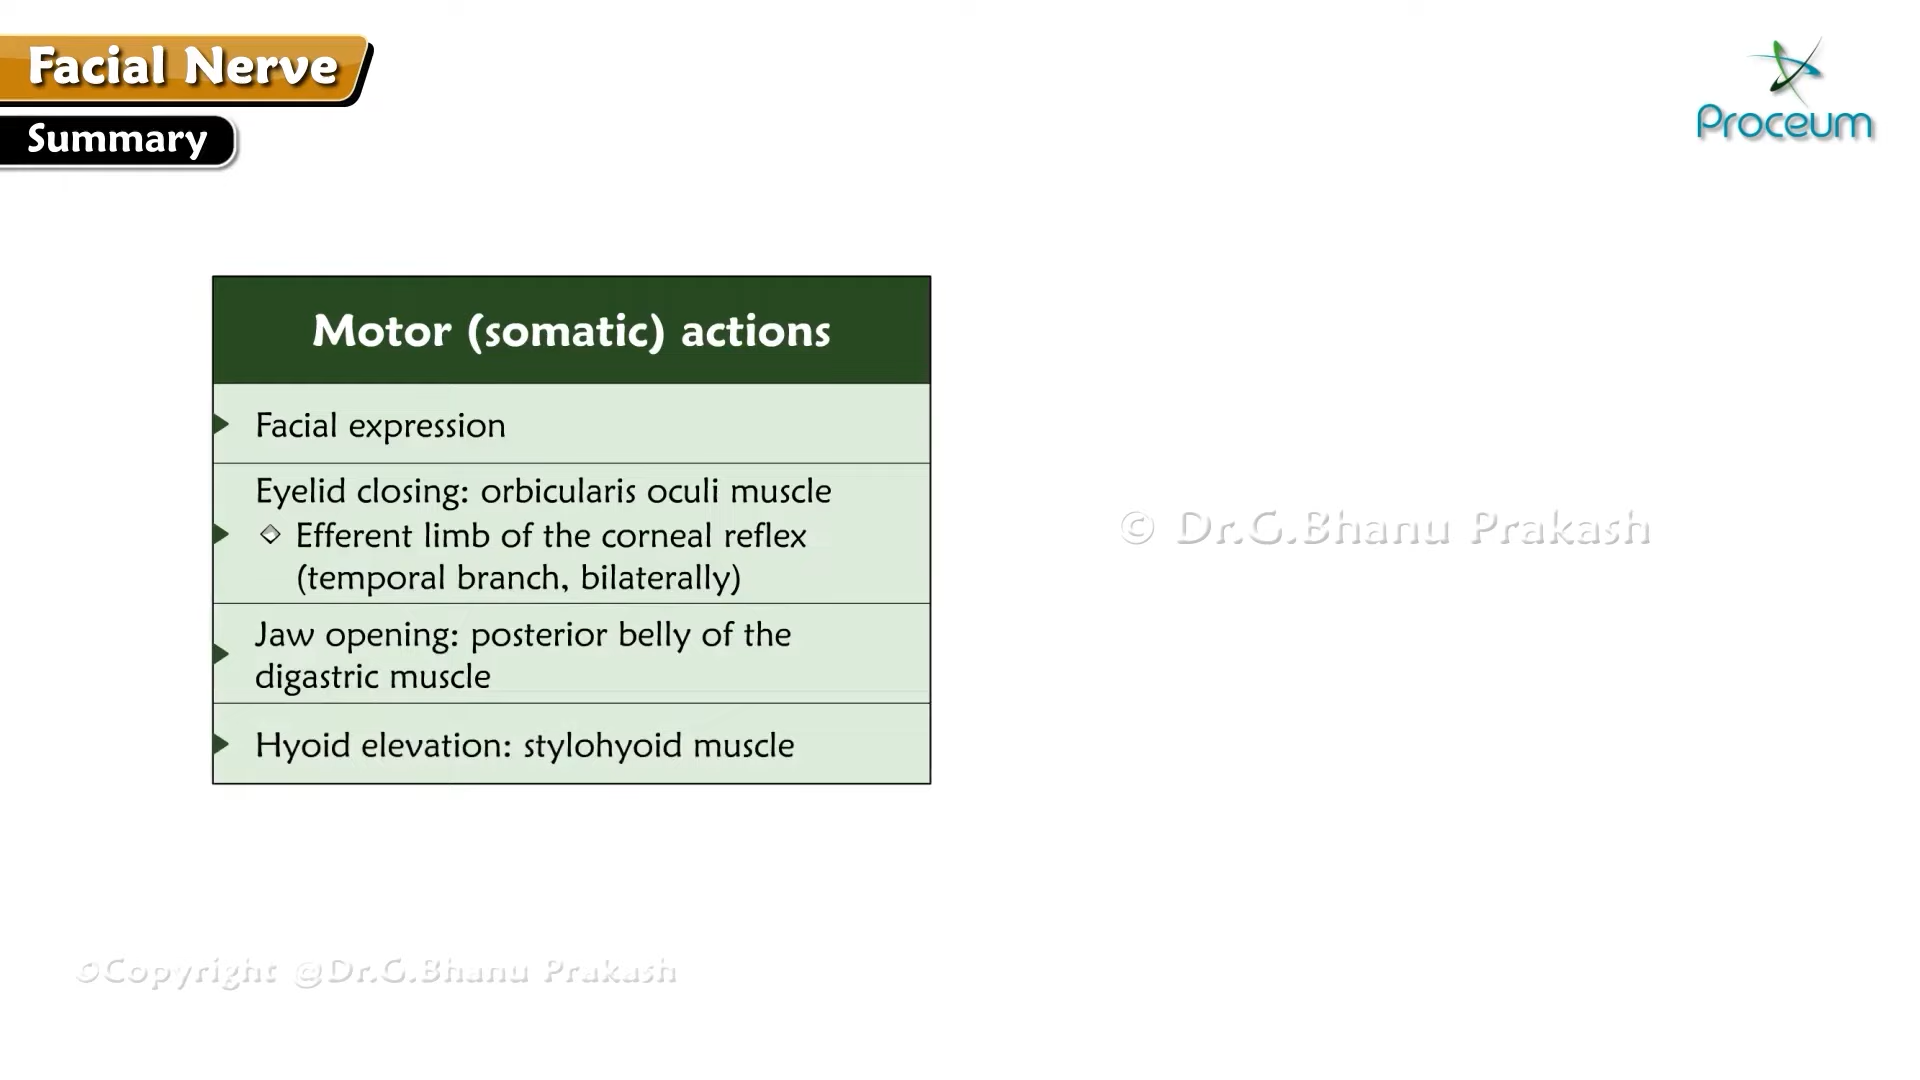 Facial Nerve
Summary
Proceum
Motor (somatic) actions
Facial expression
Eyelid closing: orbicularis oculi muscle
Efferent limb of the corneal reflex
(temporal branch, bilaterally)
Jaw opening: posterior belly of the
digastric muscle
Hyoid elevation: stylohyoid muscle
© Dr.G.Bhanu Prakash
©Copyright @Dr.G.Bhanu Prakash